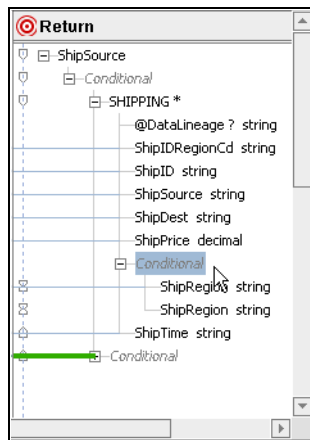 Return
ShipSource
Conditional
SHIPPING *
@DataLineage ? string
ShipIDRegionCd string
ShipID string
ShipSource string
ShipDest string
ShipPrice decimal
Conditional
ShipRegion string
ShipRegion string
ShipTime string
Conditional